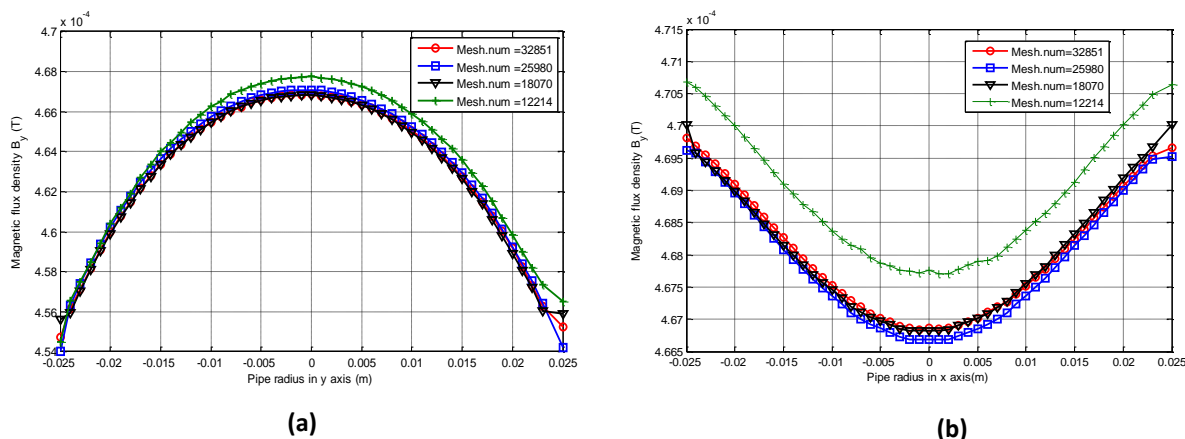 x 10⁻⁴
4.7
4.68
4.66
4.64
4.62
4.6
4.58
4.56
4.54
Magnetic flux density B_y (T)
-0.025 -0.02 -0.015 -0.01 -0.005 0 0.005 0.01 0.015 0.02 0.025
Pipe radius in y axis (m)
Mesh.num =32851
Mesh.num =25980
Mesh.num =18070
Mesh.num =12214
(a)
x 10⁻⁴
4.715
4.71
4.705
4.7
4.695
4.69
4.685
4.68
4.675
4.67
4.665
Magnetic flux density B_y (T)
-0.025 -0.02 -0.015 -0.01 -0.005 0 0.005 0.01 0.015 0.02 0.025
Pipe radius in x axis(m)
Mesh.num=32851
Mesh.num=25980
Mesh.num=18070
Mesh.num=12214
(b)